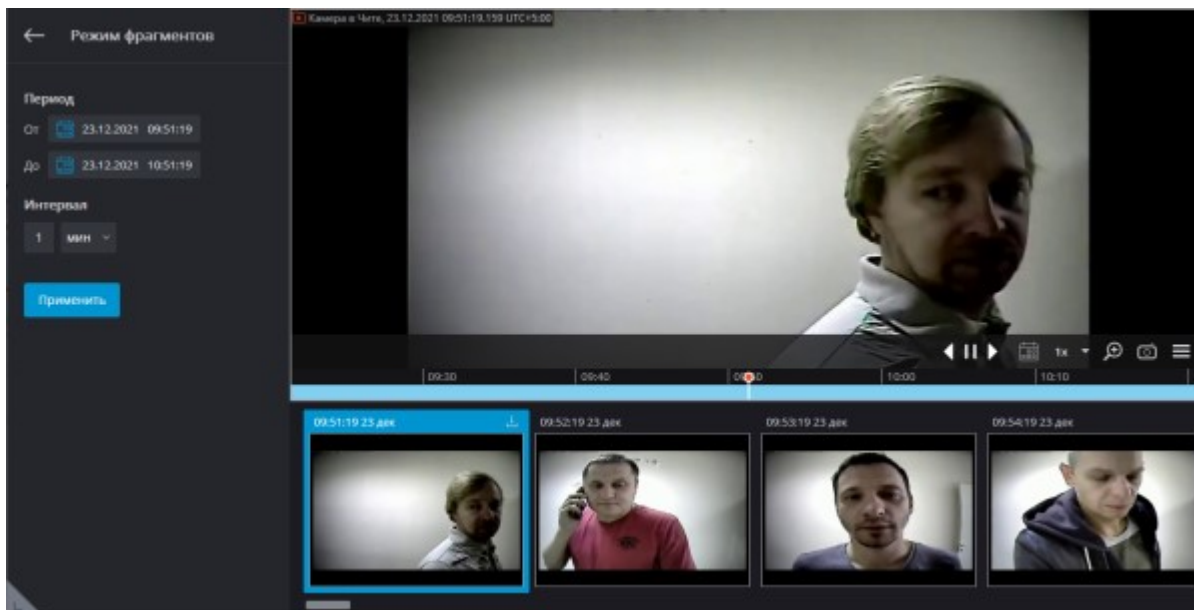 Режим фрагментов
Камера в Чите, 23.12.2021 09:51:19.159 UTC+5:00
Период
От 23.12.2021 09:51:19
До 23.12.2021 10:51:19
Интервал
1 мин
Применить
1x
09:30 09:40 09:50 10:00 10:10
09:51:19 23 дек 09:52:19 23 дек 09:53:19 23 дек 09:54:19 23 дек